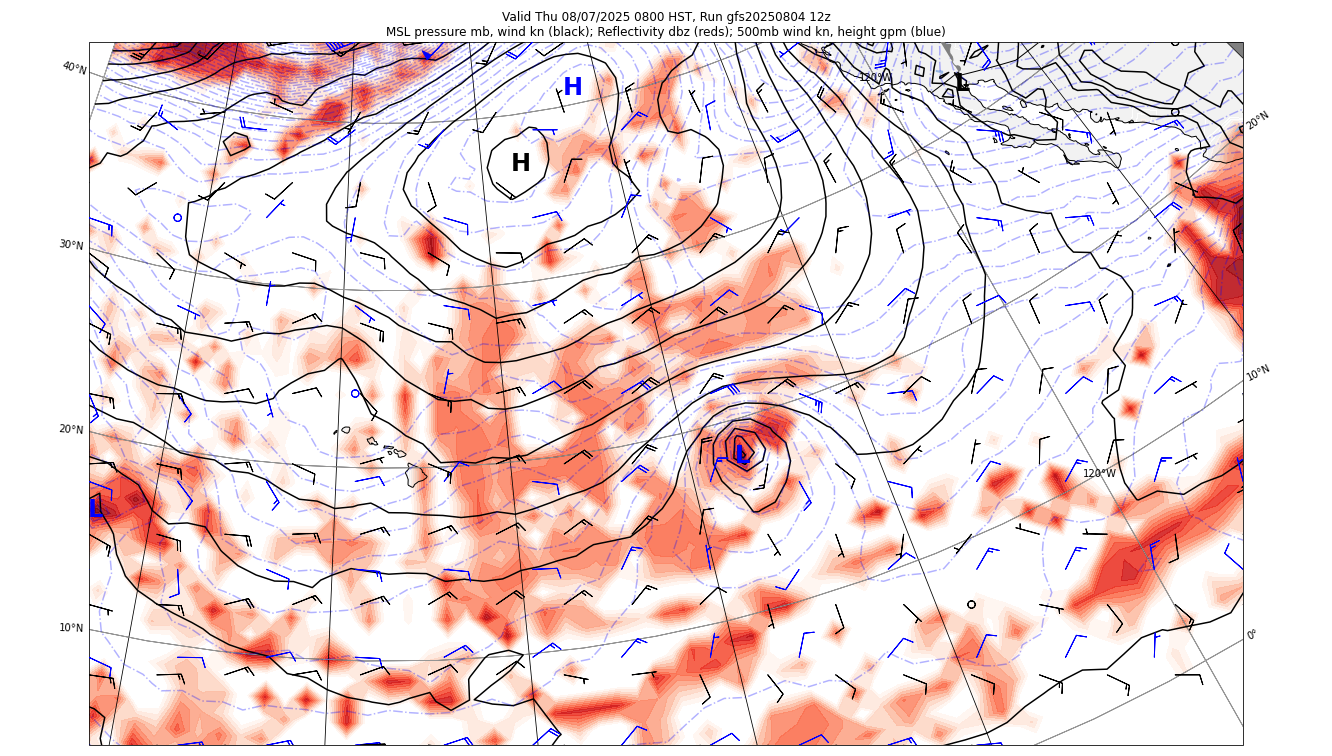 Valid Thu 08/07/2025 0800 HST, Run gfs20250804 12z
MSL pressure mb, wind kn (black); Reflectivity dbz (reds); 500mb wind kn, height gpm (blue)
40°N
H
120°W
L
20°N
H
30°N
10°N
20°N
L
120°W
L
10°N
0°